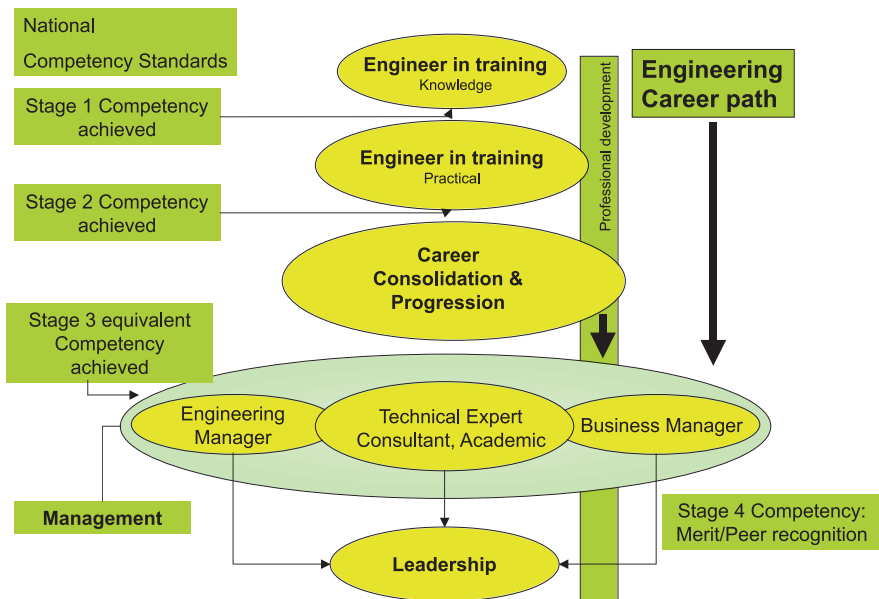 National
Competency Standards
Engineer in training
Knowledge
Engineering
Career path
Stage 1 Competency
achieved
Professional development
Engineer in training
Practical
Stage 2 Competency
achieved
Career
Consolidation &
Progression
Stage 3 equivalent
Competency
achieved
Engineering
Manager
Technical Expert
Consultant, Academic
Business Manager
Management
Stage 4 Competency:
Merit/Peer recognition
Leadership